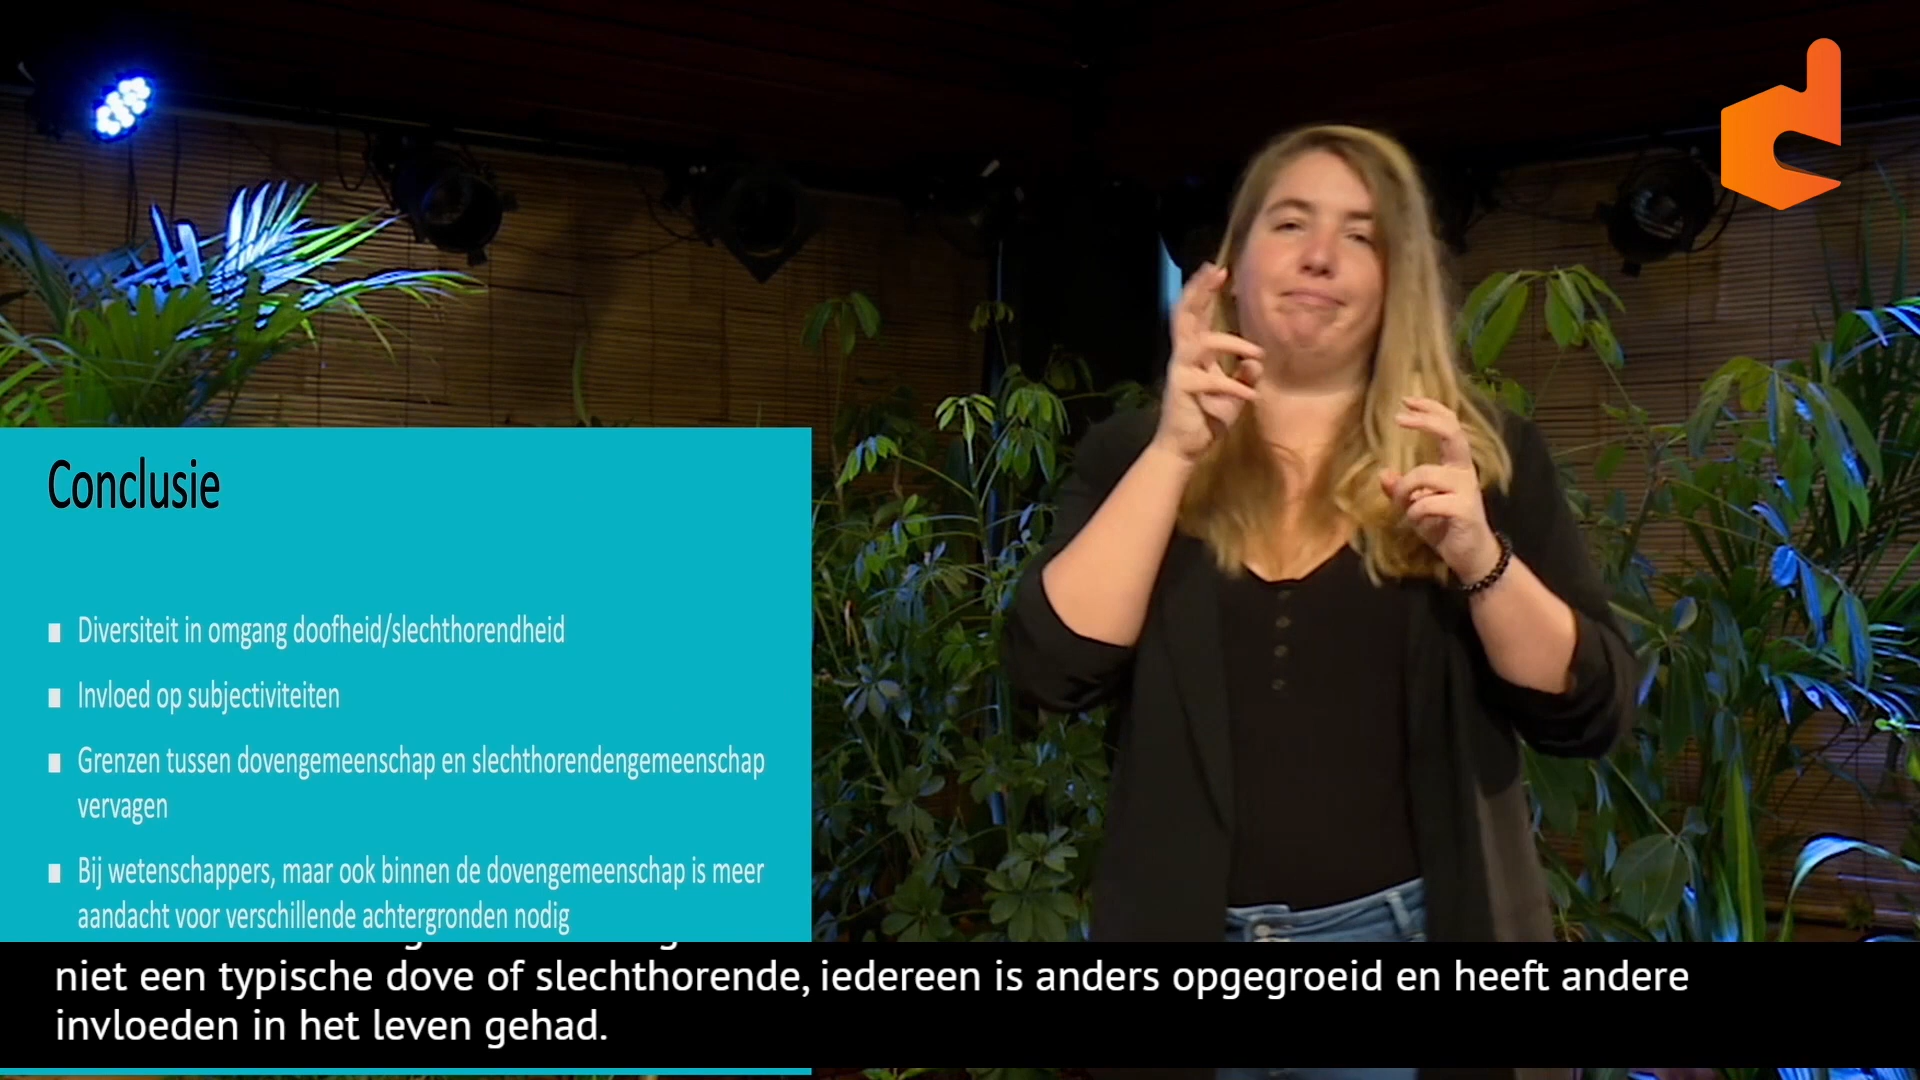 Conclusie
Diversiteit in omgang doofheid/slechthorendheid
Invloed op subjectiviteiten
Grenzen tussen dovengemeenschap en slechthorendengemeenschap
vervagen
Bij wetenschappers, maar ook binnen de dovengemeenschap is meer
aandacht voor verschillende achtergronden nodig
niet een typische dove of slechthorende, iedereen is anders opgegroeid en heeft andere
invloeden in het leven gehad.